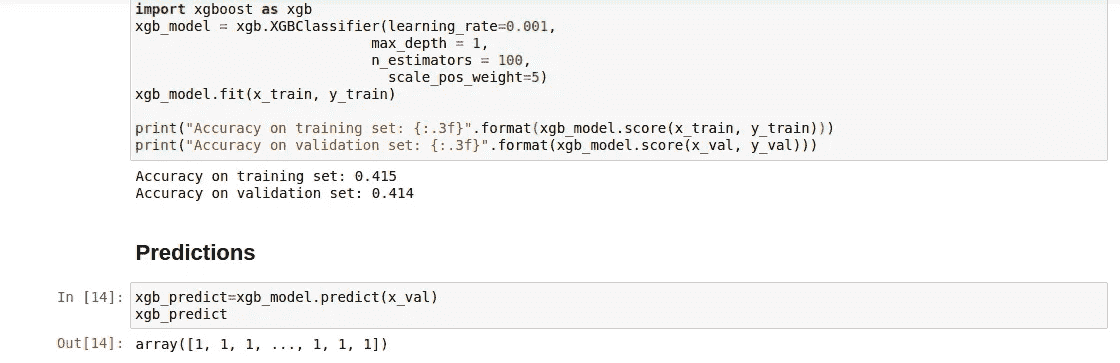 import xgboost as xgb
xgb_model = xgb.XGBClassifier(learning_rate=0.001,
                            max_depth = 1,
                            n_estimators = 100,
                              scale_pos_weight=5)
xgb_model.fit(x_train, y_train)
print("Accuracy on training set: {:.3f}".format(xgb_model.score(x_train, y_train)))
print("Accuracy on validation set: {:.3f}".format(xgb_model.score(x_val, y_val)))
Accuracy on training set: 0.415
Accuracy on validation set: 0.414
Predictions
In [14]: xgb_predict=xgb_model.predict(x_val)
xgb_predict
Out[14]: array([1, 1, 1, ..., 1, 1, 1])